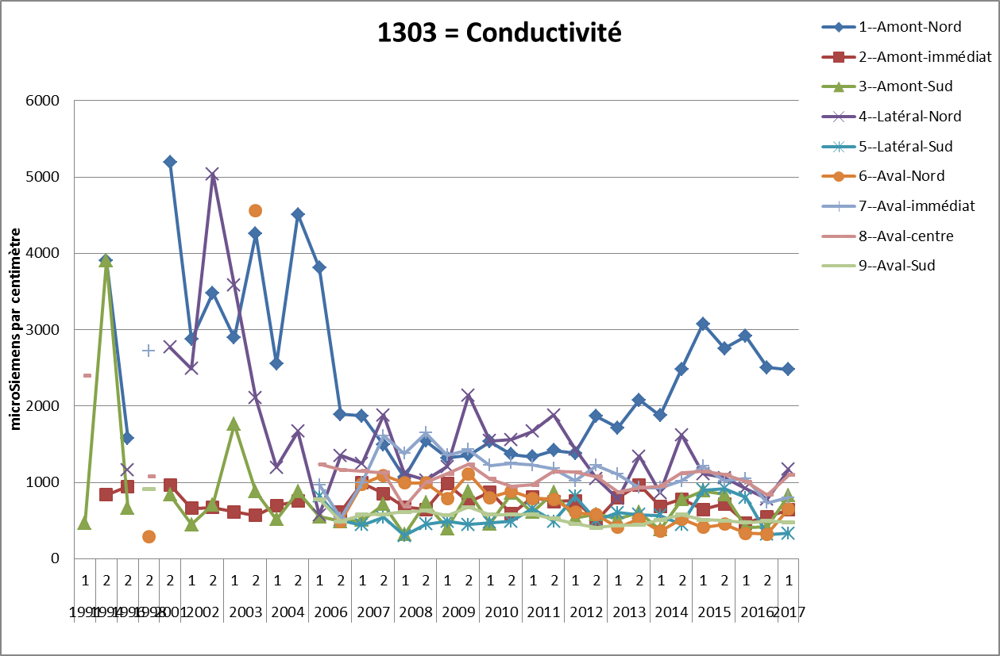 1303 = Conductivité
1--Amont-Nord
2--Amont-immédiat
3--Amont-Sud
4--Latéral-Nord
5--Latéral-Sud
6--Aval-Nord
7--Aval-immédiat
8--Aval-centre
9--Aval-Sud
microSiemens par centimètre
6000
5000
4000
3000
2000
1000
0
1 2 2 2 2 1 2 1 2 1 2 1 2 1 2 1 2 1 2 1 2 1 2 1 2 1 2 1 2 1 2 1 2 1
1991 1994 1996 1998 2001 2002 2003 2004 2006 2007 2008 2009 2010 2011 2012 2013 2014 2015 2016 2017